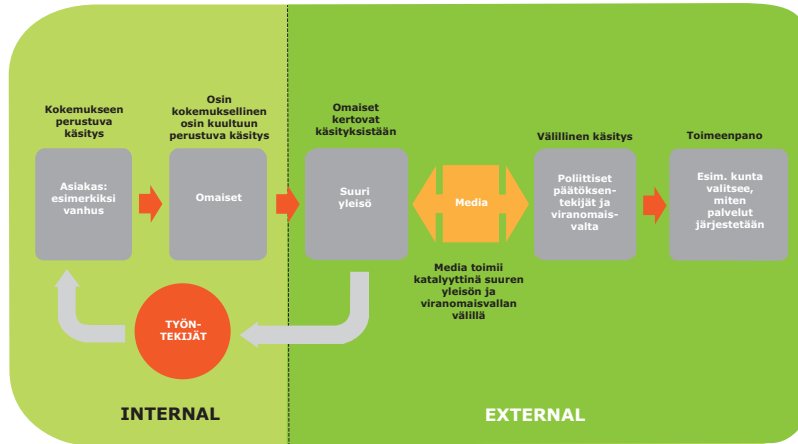 Kokemukseen
perustuva
käsitys
Osin
kokemuksellinen
osin kuultuun
perustuva käsitys
Omaiset
kertovat
käsityksistään
Välillinen käsitys
Toimeenpano
Asiakas:
esimerkiksi
vanhus
Omaiset
Suuri
yleisö
Media
Poliittiset
päätöksen-
tekijät ja
viranomais-
valta
Esim. kunta
valitsee,
miten
palvelut
järjestetään
Media toimii
katalyyttinä suuren
yleisön ja
viranomaisvallan
välillä
TYÖN-
TEKIJÄT
INTERNAL
EXTERNAL